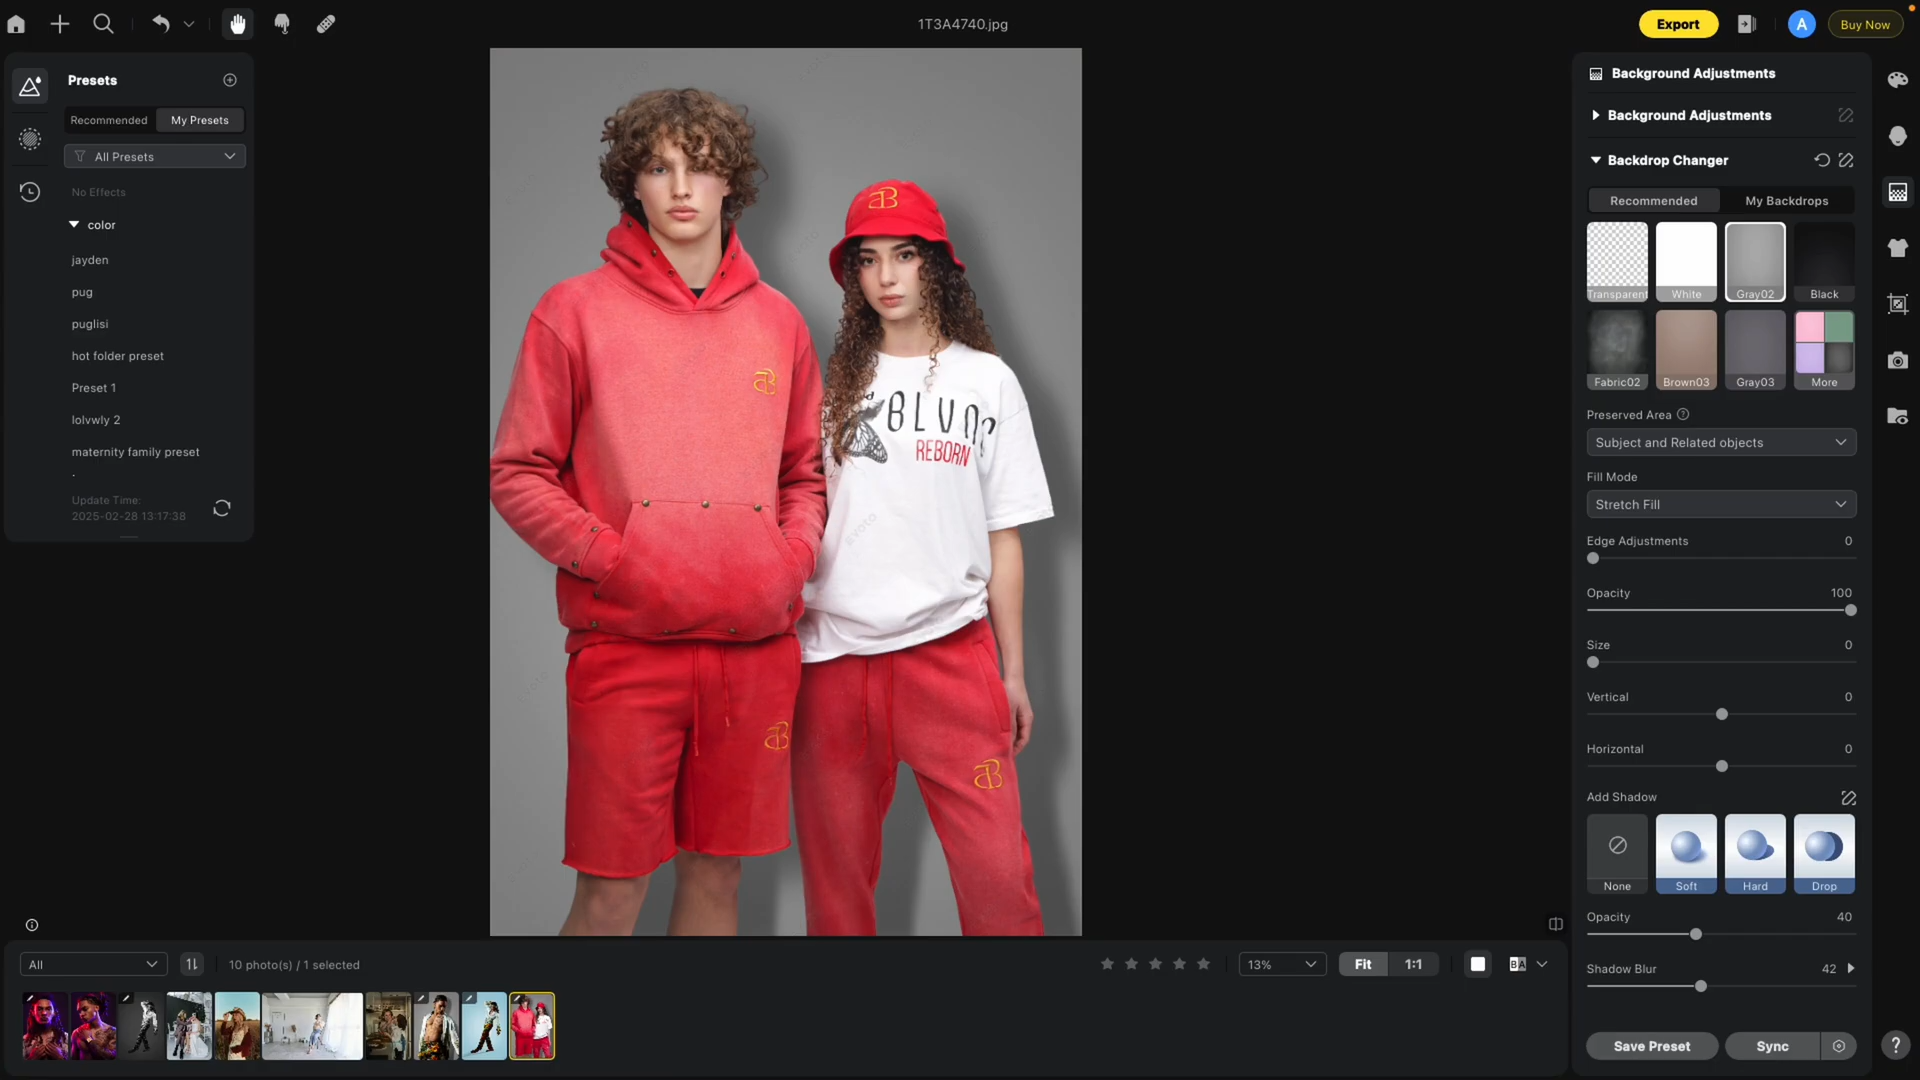 1T3A4740.jpg
Export
A
Buy Now
Presets
Recommended
My Presets
All Presets
No Effects
color
jayden
pug
puglisi
hot folder preset
Preset 1
lolvwly 2
maternity family preset
.
Update Time:
2025-02-28 13:17:38
BLVD
REBORN
avoto
Background Adjustments
Background Adjustments
Backdrop Changer
Recommended
My Backdrops
Transparent
White
Gray02
Black
Fabric02
Brown03
Gray03
More
Preserved Area
Subject and Related objects
Fill Mode
Stretch Fill
Edge Adjustments 0
Opacity 100
Size 0
Vertical 0
Horizontal 0
Add Shadow
None
Soft
Hard
Drop
Opacity 40
Shadow Blur 42
Save Preset
Sync
?
All
10 photo(s) / 1 selected
13%
Fit
1:1
BA